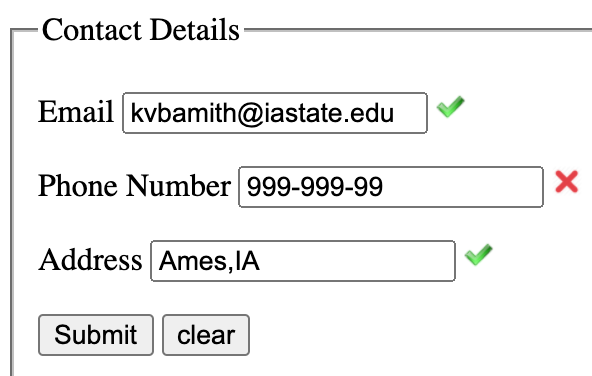 Contact Details
Email kvbamith@iastate.edu
Phone Number 999-999-99
Address Ames,IA
Submit clear